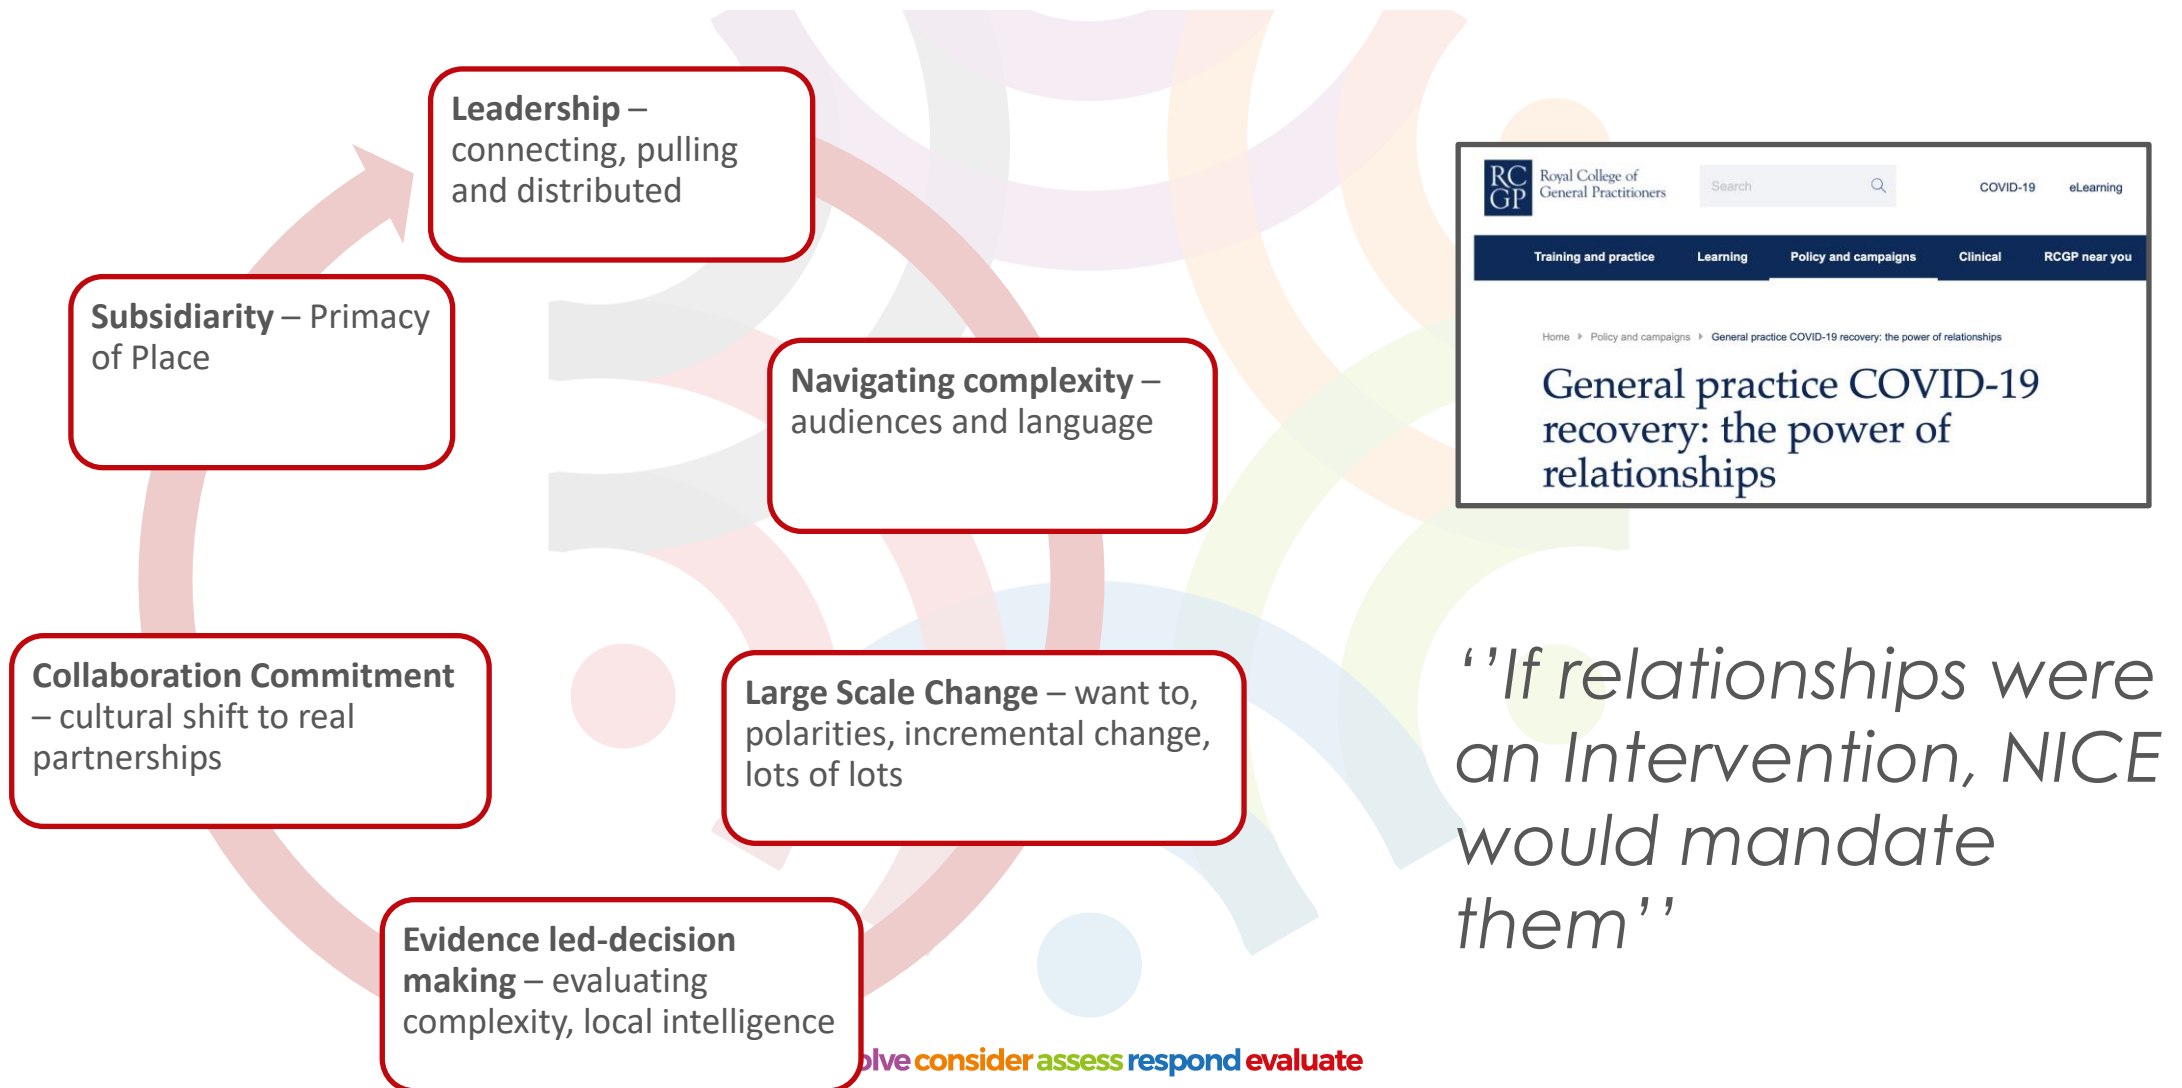 Leadership –
connecting, pulling
and distributed
Navigating complexity –
audiences and language
Large Scale Change – want to,
polarities, incremental change,
lots of lots
Evidence led-decision
making – evaluating
complexity, local intelligence
Collaboration Commitment
– cultural shift to real
partnerships
Subsidiarity – Primacy
of Place
RC
GP
Royal College of
General Practitioners
Search
COVID-19 eLearning
Training and practice Learning Policy and campaigns Clinical RCGP near you
Home Policy and campaigns General practice COVID-19 recovery: the power of relationships
General practice COVID-19
recovery: the power of
relationships
‘’If relationships were
an Intervention, NICE
would mandate
them’’
consider assess respond evaluate